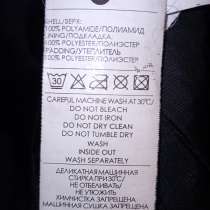 SHELL/ВЕРХ:
100% POLYAMIDE/ПОЛИАМИД
LINING/ПОДКЛАДКА:
100% POLYESTER/ПОЛИЭСТЕР
PADDING/УТЕПЛИТЕЛЬ
100% POLYESTER/ПОЛИЭСТЕР
30
CAREFUL MACHINE WASH AT 30°C/
DO NOT BLEACH
DO NOT IRON
DO NOT DRY CLEAN
DO NOT TUMBLE DRY
WASH
INSIDE OUT
WASH SEPARATELY
ДЕЛИКАТНАЯ МАШИННАЯ
СТИРКА ПРИ 30°C/
НЕ ОТБЕЛИВАТЬ/
НЕ УТЮЖИТЬ
ХИМЧИСТКА ЗАПРЕЩЕНА
МАШИННАЯ СУШКА ЗАПРЕЩЕНА